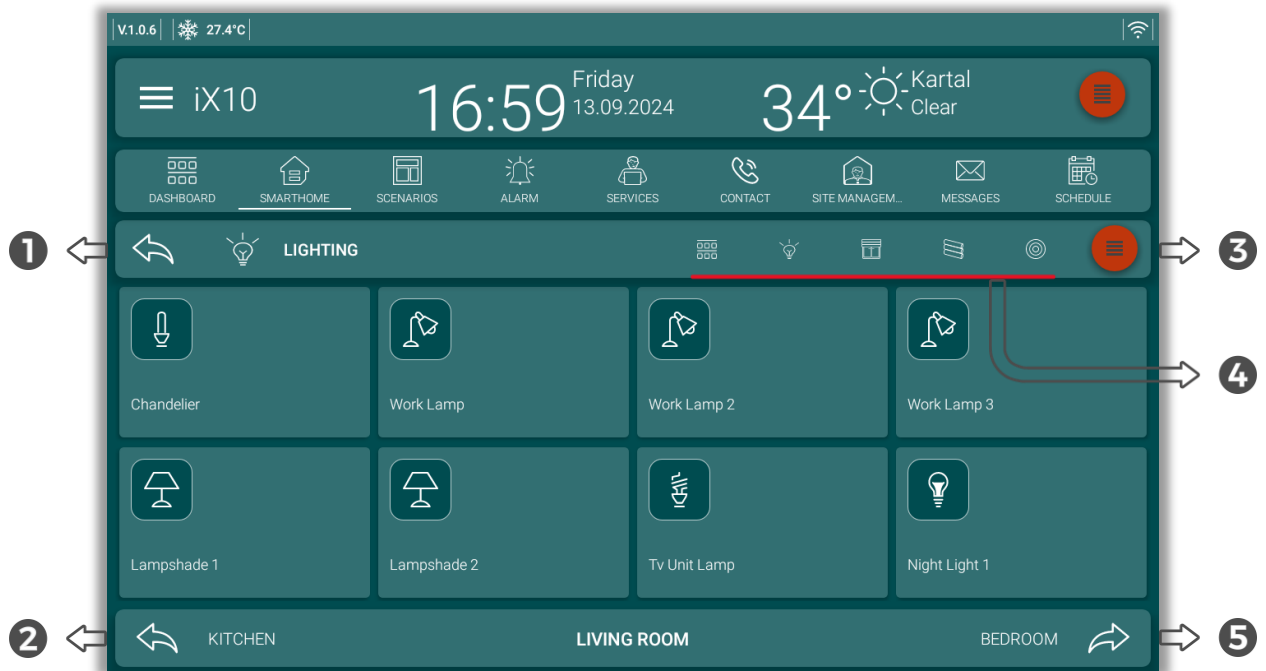 V.1.0.6 27.4°C
iX10
16:59
Friday
13.09.2024
34°
Kartal
Clear
DASHBOARD SMARTHOME SCENARIOS ALARM SERVICES CONTACT SITE MANAGEM... MESSAGES SCHEDULE
1 LIGHTING 3
Chandelier Work Lamp Work Lamp 2 Work Lamp 3
4
Lampshade 1 Lampshade 2 Tv Unit Lamp Night Light 1
2 KITCHEN LIVING ROOM BEDROOM 5